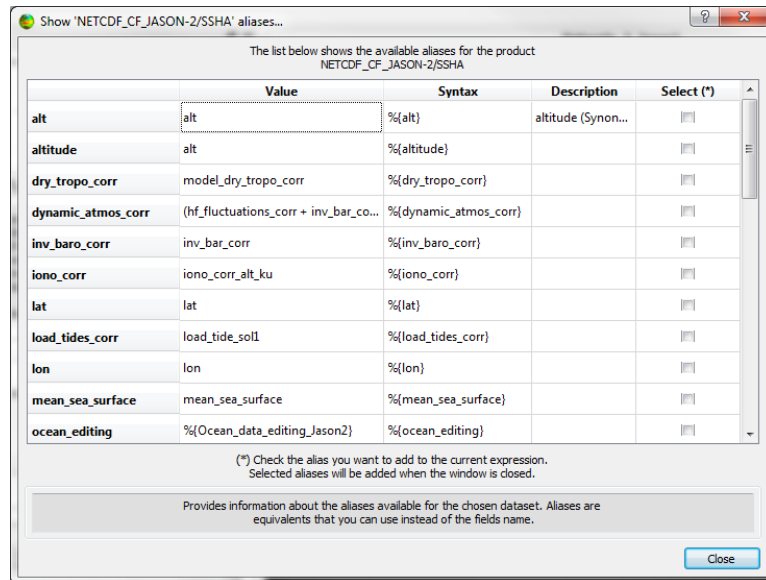 Show 'NETCDF_CF_JASON-2/SSHA' aliases...
The list below shows the available aliases for the product
NETCDF_CF_JASON-2/SSHA
Value Syntax Description Select (*)
alt alt %{alt} altitude (Synon...
altitude alt %{altitude}
dry_tropo_corr model_dry_tropo_corr %{dry_tropo_corr}
dynamic_atmos_corr (hf_fluctuations_corr + inv_bar_co... %{dynamic_atmos_corr}
inv_baro_corr inv_bar_corr %{inv_baro_corr}
iono_corr iono_corr_alt_ku %{iono_corr}
lat lat %{lat}
load_tides_corr load_tide_sol1 %{load_tides_corr}
lon lon %{lon}
mean_sea_surface mean_sea_surface %{mean_sea_surface}
ocean_editing %{Ocean_data_editing_Jason2} %{ocean_editing}
(*) Check the alias you want to add to the current expression.
Selected aliases will be added when the window is closed.
Provides information about the aliases available for the chosen dataset. Aliases are
equivalents that you can use instead of the fields name.
Close